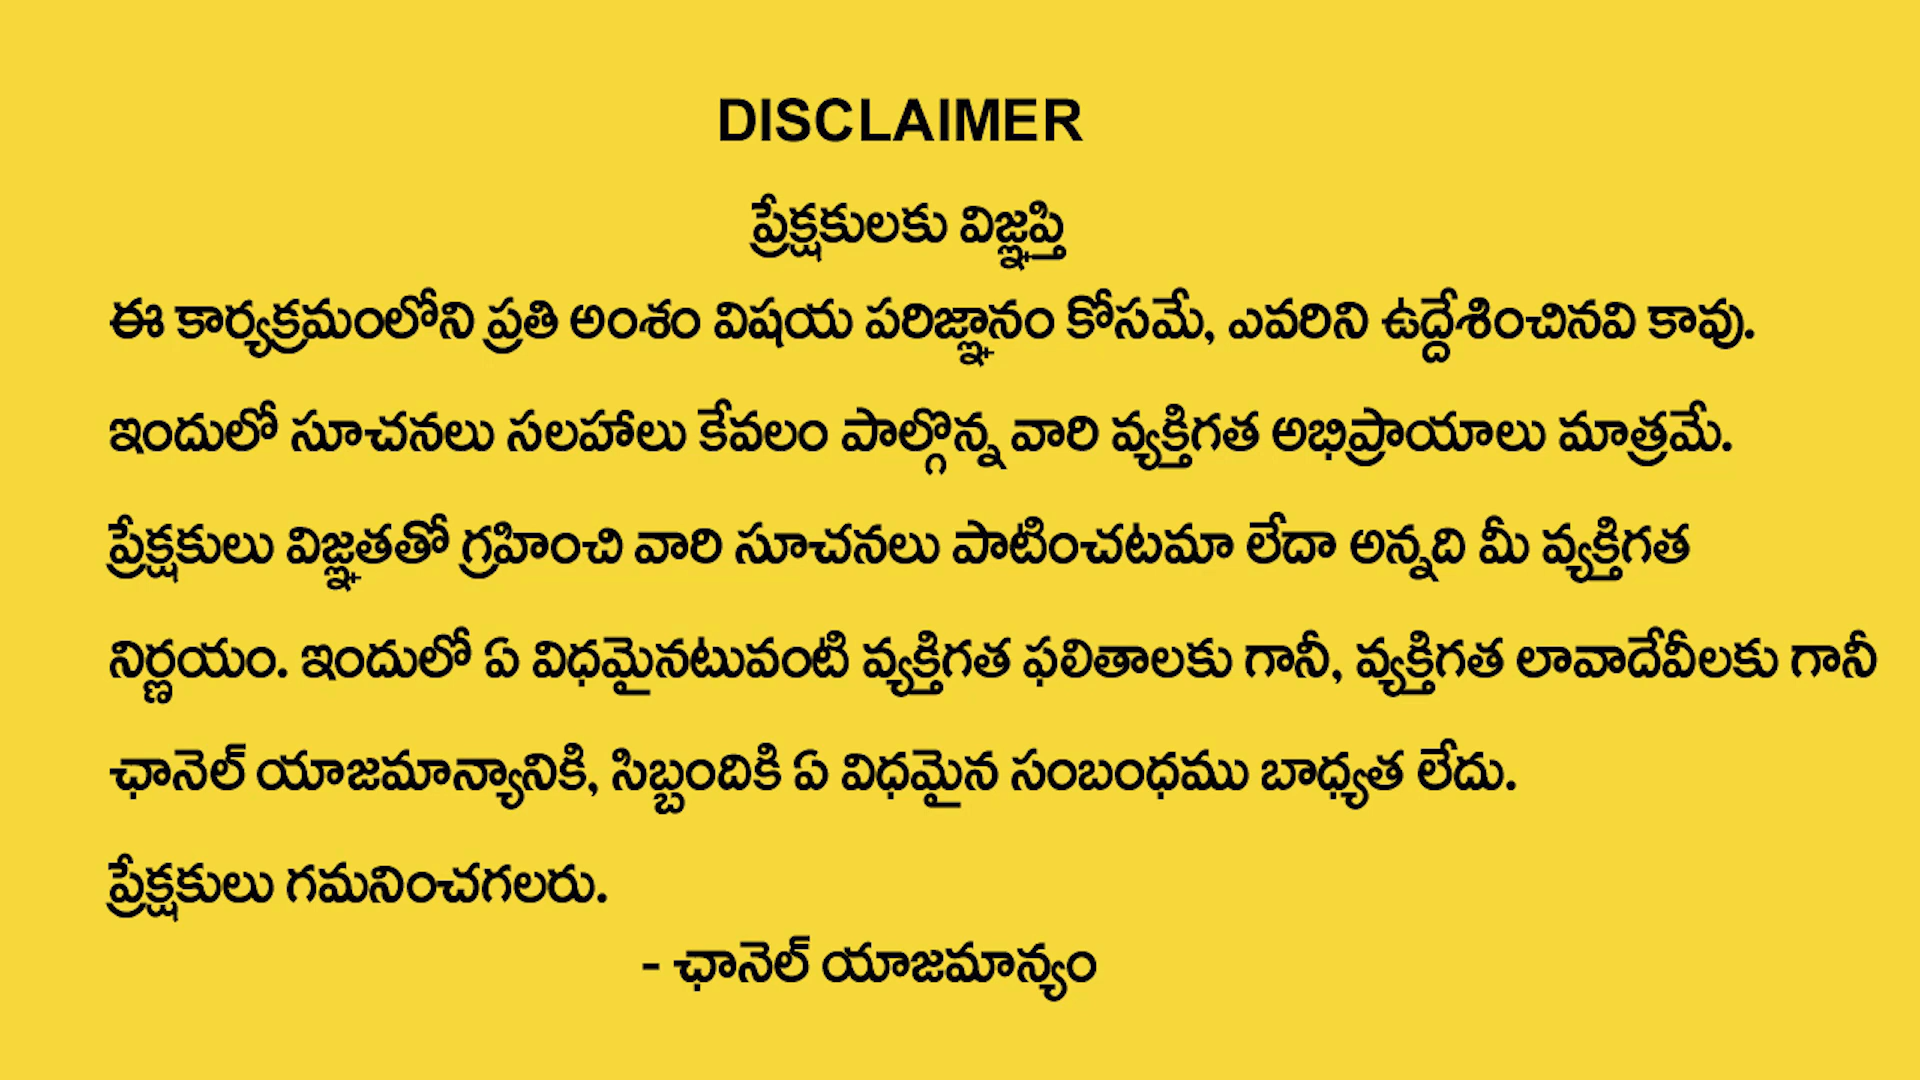 DISCLAIMER
ప్రేక్షకులకు విజ్ఞప్తి
ఈ కార్యక్రమంలోని ప్రతి అంశం విషయ పరిజ్ఞానం కోసమే, ఎవరిని ఉద్దేశించినవి కావు.
ఇందులో సూచనలు సలహాలు కేవలం పాల్గొన్న వారి వ్యక్తిగత అభిప్రాయాలు మాత్రమే.
ప్రేక్షకులు విజ్ఞతతో గ్రహించి వారి సూచనలు పాటించటమా లేదా అన్నది మీ వ్యక్తిగత
నిర్ణయం. ఇందులో ఏ విధమైనటువంటి వ్యక్తిగత ఫలితాలకు గానీ, వ్యక్తిగత లావాదేవీలకు గానీ
ఛానెల్ యాజమాన్యానికి, సిబ్బందికి ఏ విధమైన సంబంధము బాధ్యత లేదు.
ప్రేక్షకులు గమనించగలరు.
- ఛానెల్ యాజమాన్యం